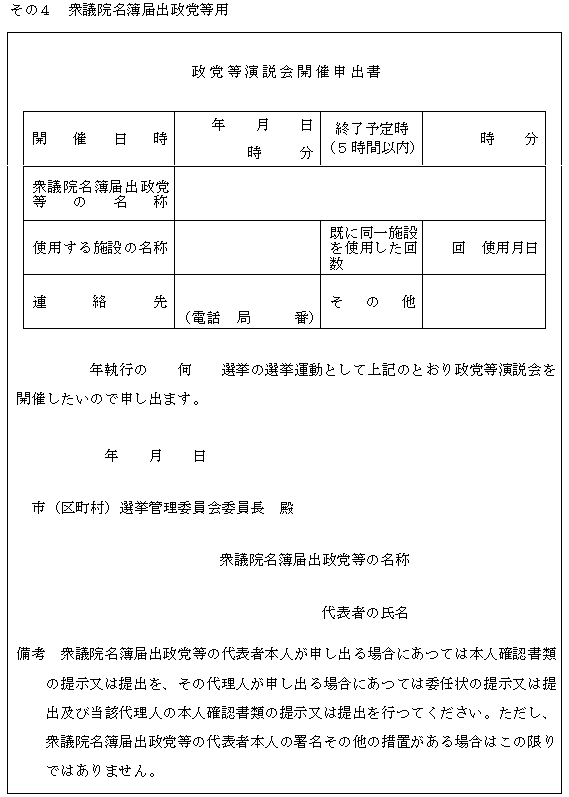 その４　衆議院名簿届出政党等用
政党等演説会開催申出書
開催日時
年　月　日
時　分
終了予定時
（５時間以内）
時　分
衆議院名簿届出政党
等の名称
使用する施設の名称
既に同一施設
を使用した回
数
回　使用月日
連絡先
（電話　局　　番）
その他
年執行の　何　選挙の選挙運動として上記のとおり政党等演説会を
開催したいので申し出ます。
年　月　日
市（区町村）選挙管理委員会委員長　殿
衆議院名簿届出政党等の名称
代表者の氏名
備考　衆議院名簿届出政党等の代表者本人が申し出る場合にあつては本人確認書類
の提示又は提出を、その代理人が申し出る場合にあつては委任状の提示又は提
出及び当該代理人の本人確認書類の提示又は提出を行つてください。ただし、
衆議院名簿届出政党等の代表者本人の署名その他の措置がある場合はこの限り
ではありません。